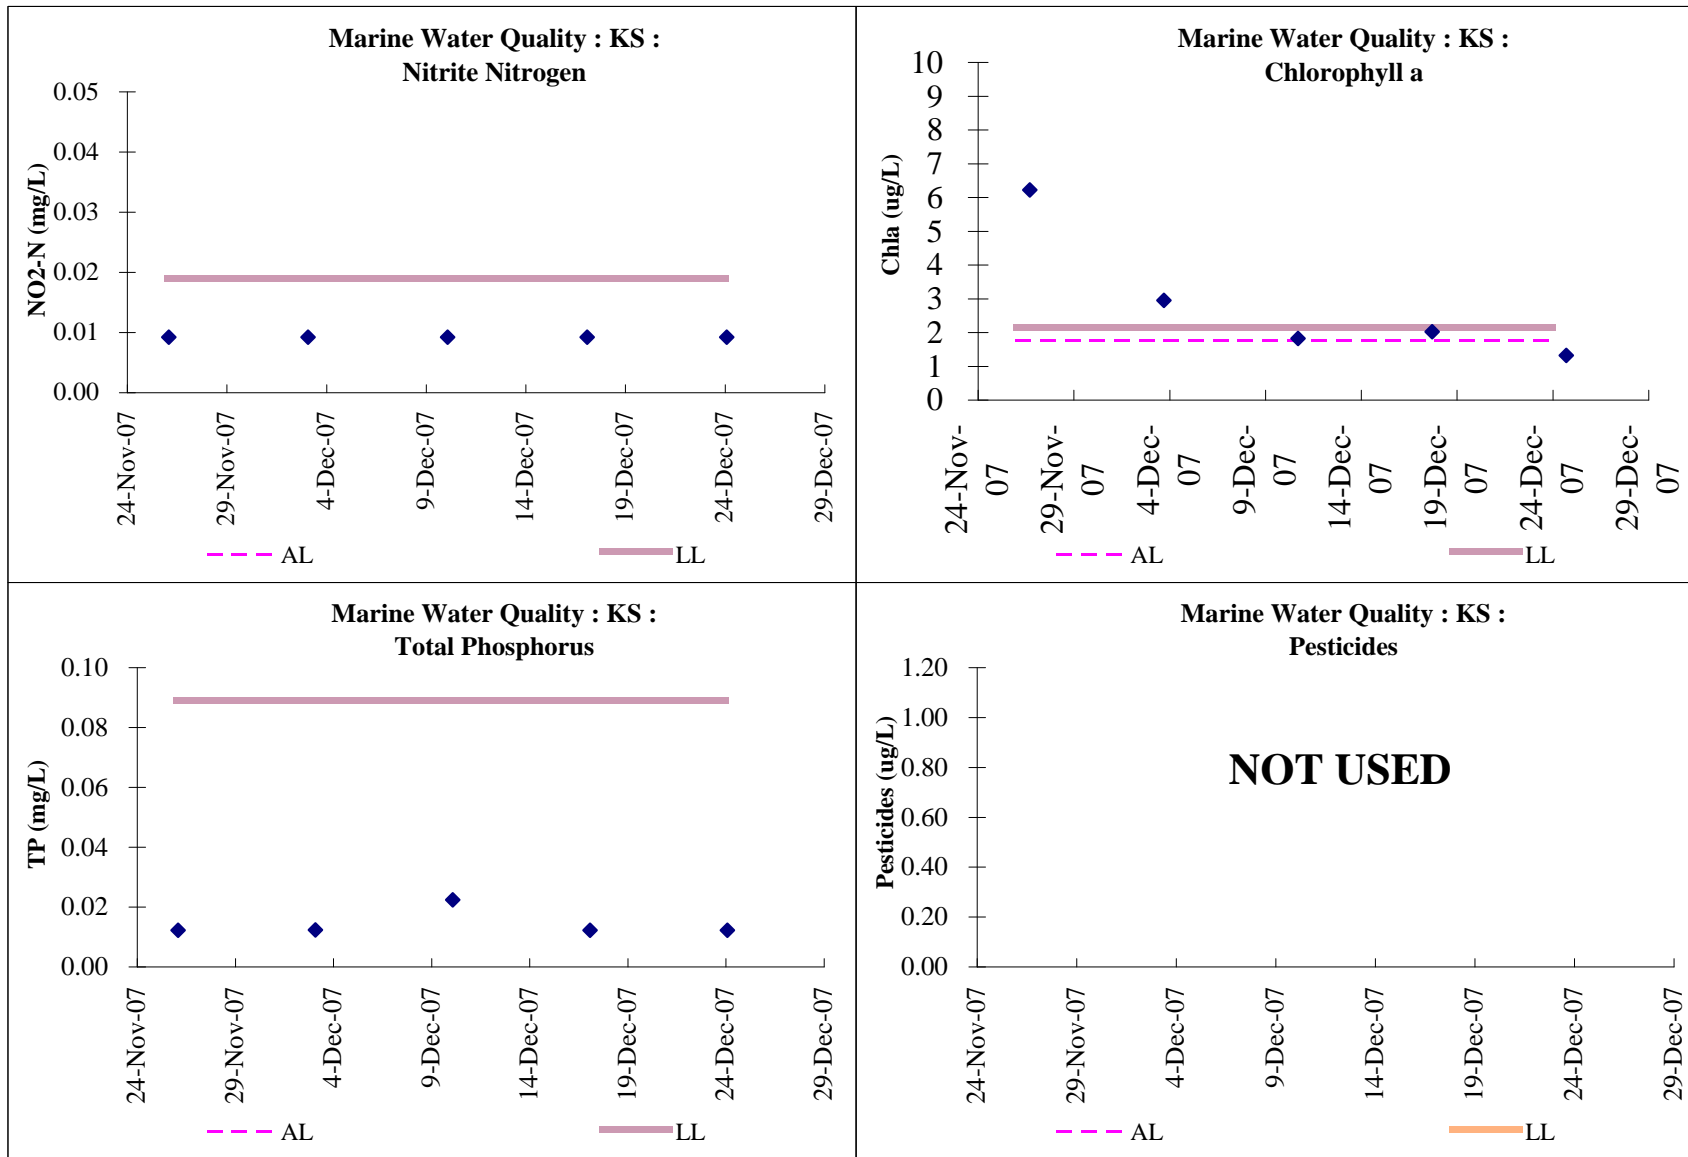 Marine Water Quality : KS :
Nitrite Nitrogen
NO2-N (mg/L)
0.05
0.04
0.03
0.02
0.01
0.00
24-Nov-07
29-Nov-07
4-Dec-07
9-Dec-07
14-Dec-07
19-Dec-07
24-Dec-07
29-Dec-07
AL
LL
Marine Water Quality : KS :
Chlorophyll a
Chla (ug/L)
10
9
8
7
6
5
4
3
2
1
0
24-Nov-
07
29-Nov-
07
4-Dec-
07
9-Dec-
07
14-Dec-
07
19-Dec-
07
24-Dec-
07
29-Dec-
07
AL
LL
Marine Water Quality : KS :
Total Phosphorus
TP (mg/L)
0.10
0.08
0.06
0.04
0.02
0.00
24-Nov-07
29-Nov-07
4-Dec-07
9-Dec-07
14-Dec-07
19-Dec-07
24-Dec-07
29-Dec-07
AL
LL
Marine Water Quality : KS :
Pesticides
Pesticides (ug/L)
1.20
1.00
0.80
0.60
0.40
0.20
0.00
NOT USED
24-Nov-07
29-Nov-07
4-Dec-07
9-Dec-07
14-Dec-07
19-Dec-07
24-Dec-07
29-Dec-07
AL
LL